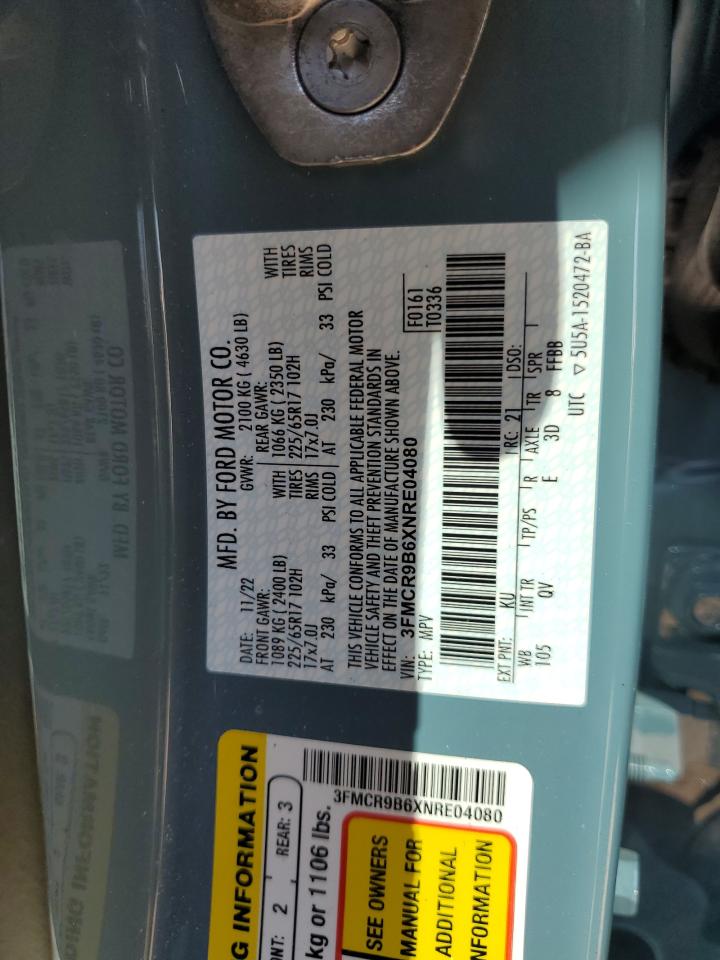 MFD. BY FORD MOTOR CO.
DATE: 11/22 GVWR: 2100 KG ( 4630 LB)
FRONT GAWR: REAR GAWR:
1089 KG ( 2400 LB) WITH 1066 KG ( 2350 LB) WITH
225/65R17 102H TIRES 225/65R17 102H TIRES
17x7.0J RIMS 17x7.0J RIMS
AT 230 kPa/ 33 PSI COLD AT 230 kPa/ 33 PSI COLD
THIS VEHICLE CONFORMS TO ALL APPLICABLE FEDERAL MOTOR
VEHICLE SAFETY AND THEFT PREVENTION STANDARDS IN
EFFECT ON THE DATE OF MANUFACTURE SHOWN ABOVE.
VIN: 3FMCR9B6XNRE04080 F0161
TYPE: MPV T0336
EXT PNT: KU RC: 21 DSO:
WB INT TR TP/PS R AXLE TR SPR
105 QV E 3D 8 FFBB
UTC ▽ 5U5A-1520472-BA
G INFORMATION
ONT: 2 REAR: 3
kg or 1106 lbs.
3FMCR9B6XNRE04080
SEE OWNERS
MANUAL FOR
ADDITIONAL
INFORMATION